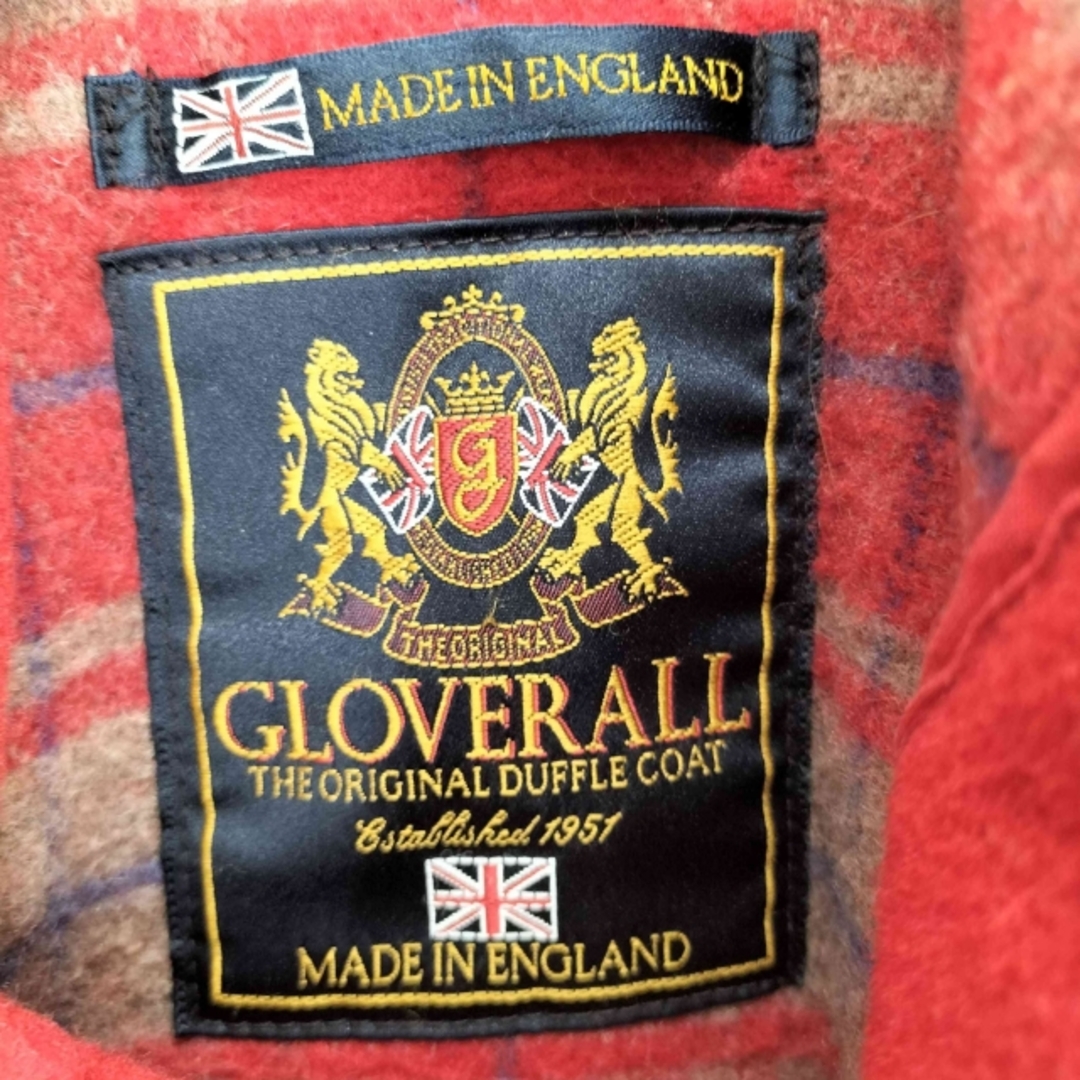 MADE IN ENGLAND
g
THE ORIGINAL
GLOVERALL
THE ORIGINAL DUFFLE COAT
Established 1951
MADE IN ENGLAND